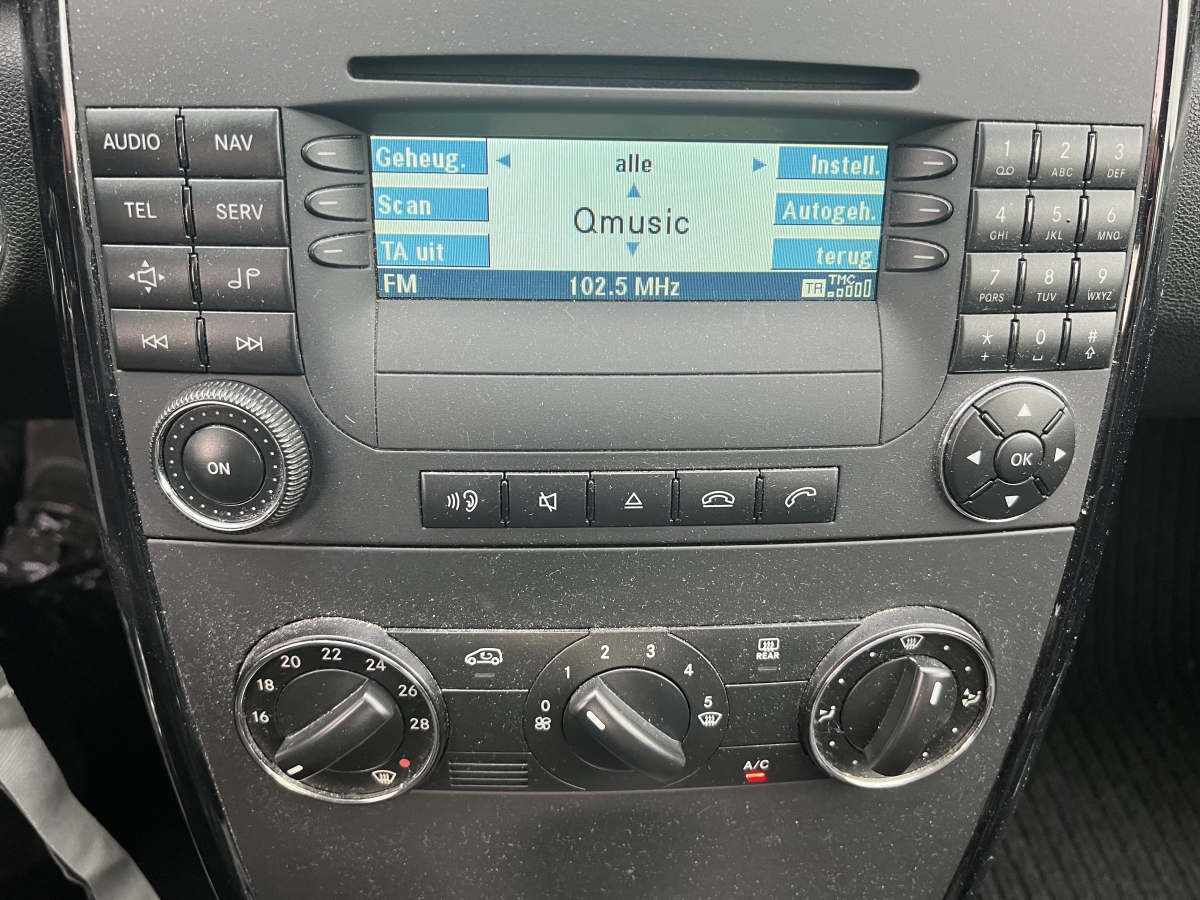 AUDIO NAV
TEL SERV
Geheug. alle Instell.
Scan Qmusic Autogeh.
TA uit terug
FM 102.5 MHz TA TMC
1 2 ABC 3 DEF
4 GHI 5 JKL 6 MNO
7 PQRS 8 TUV 9 WXYZ
* + 0 #
ON
OK
16 18 20 22 24 26 28
0 1 2 3 4 5
REAR
A/C